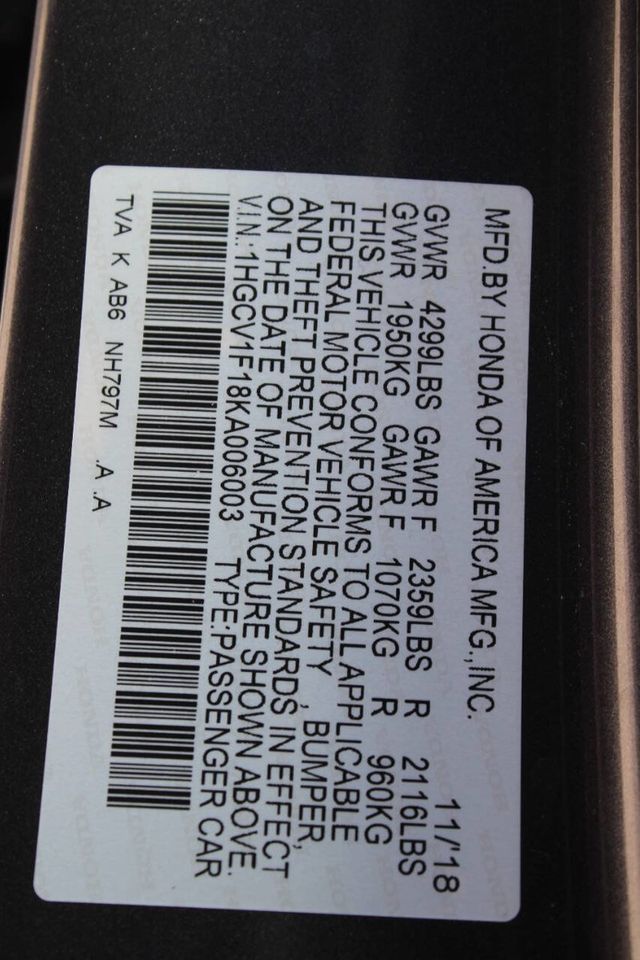 MFD.BY HONDA OF AMERICA MFG.,INC.
11/'18
GVWR 4299LBS GAWR F 2359LBS R 2116LBS
GVWR 1950KG GAWR F 1070KG R 960KG
THIS VEHICLE CONFORMS TO ALL APPLICABLE
FEDERAL MOTOR VEHICLE SAFETY , BUMPER,
AND THEFT PREVENTION STANDARDS IN EFFECT
ON THE DATE OF MANUFACTURE SHOWN ABOVE.
V.I.N.: 1HGCV1F18KA006003 TYPE:PASSENGER CAR
TVA K AB6 NH797M .A .A